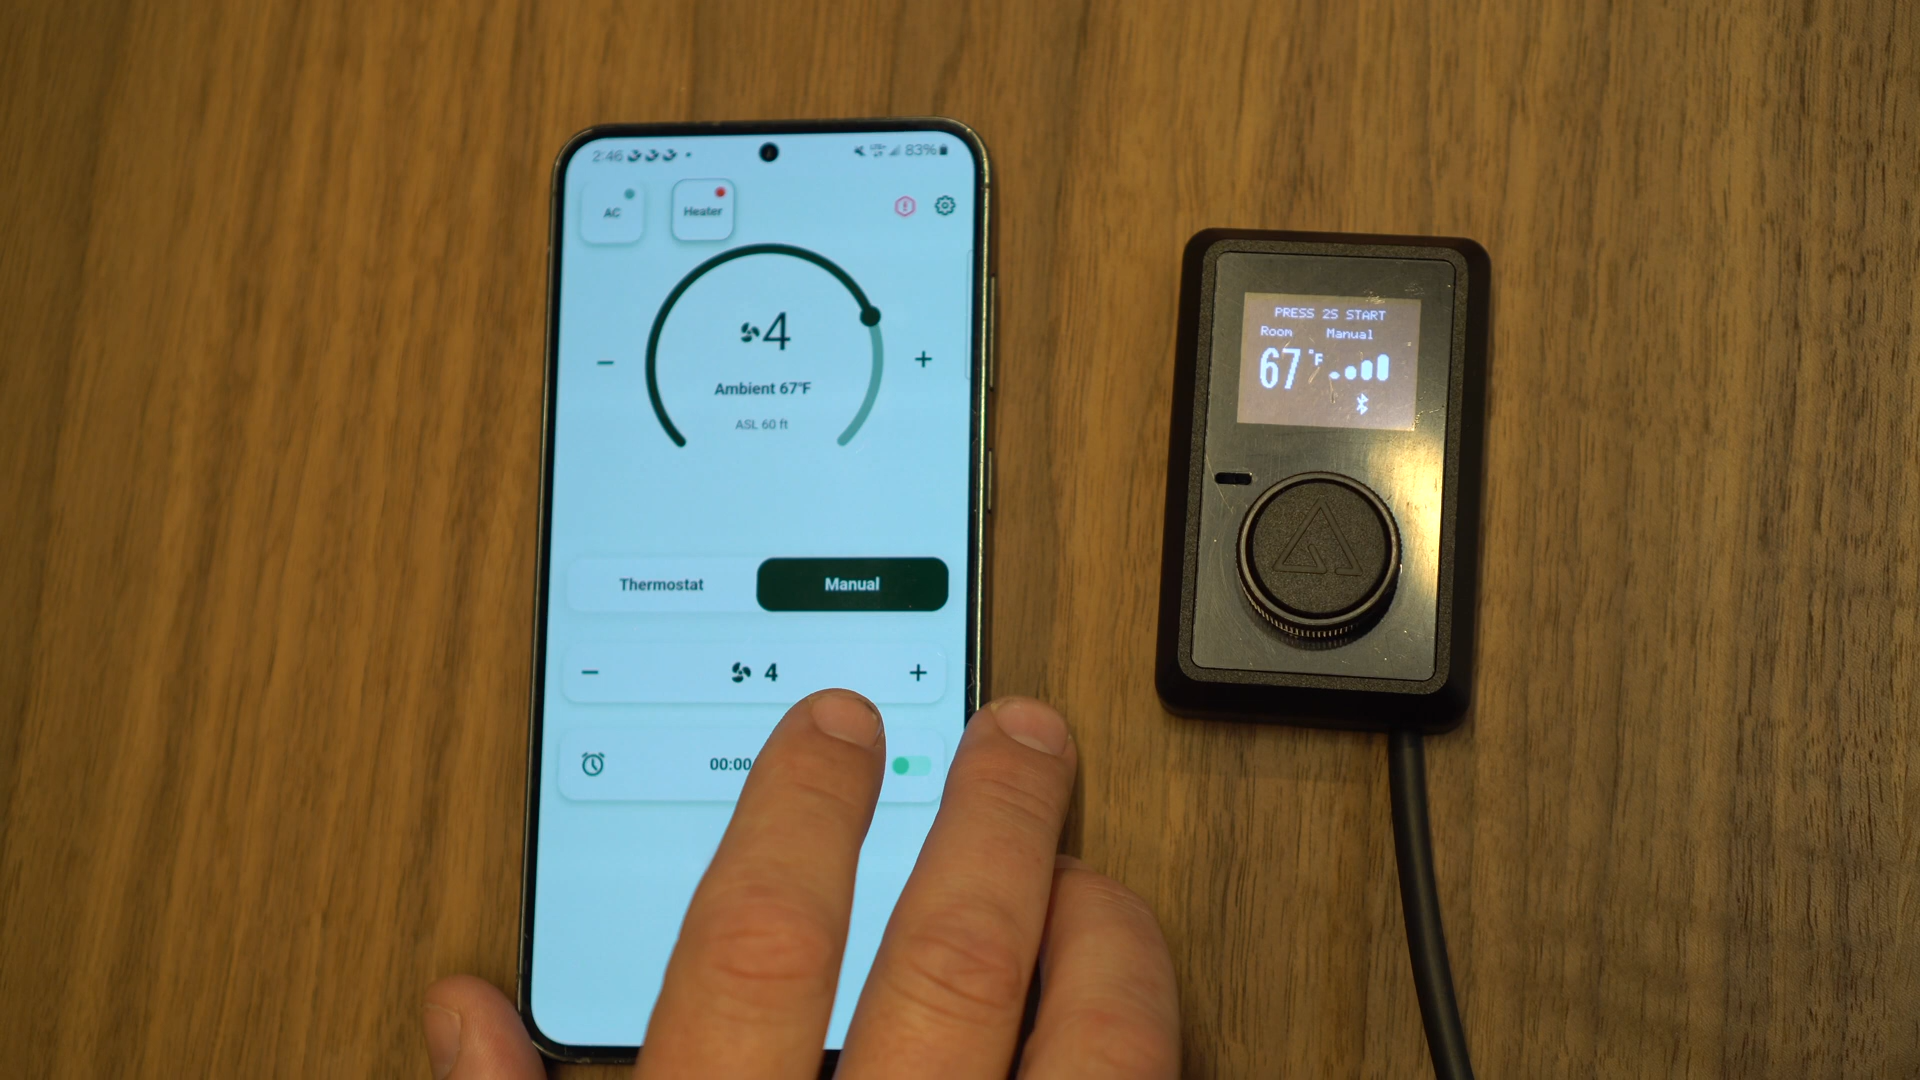 2:46
83%
AC
Heater
4
Ambient 67°F
ASL 60 ft
Thermostat
Manual
4
00:00
PRESS 2S START
Room Manual
67°F